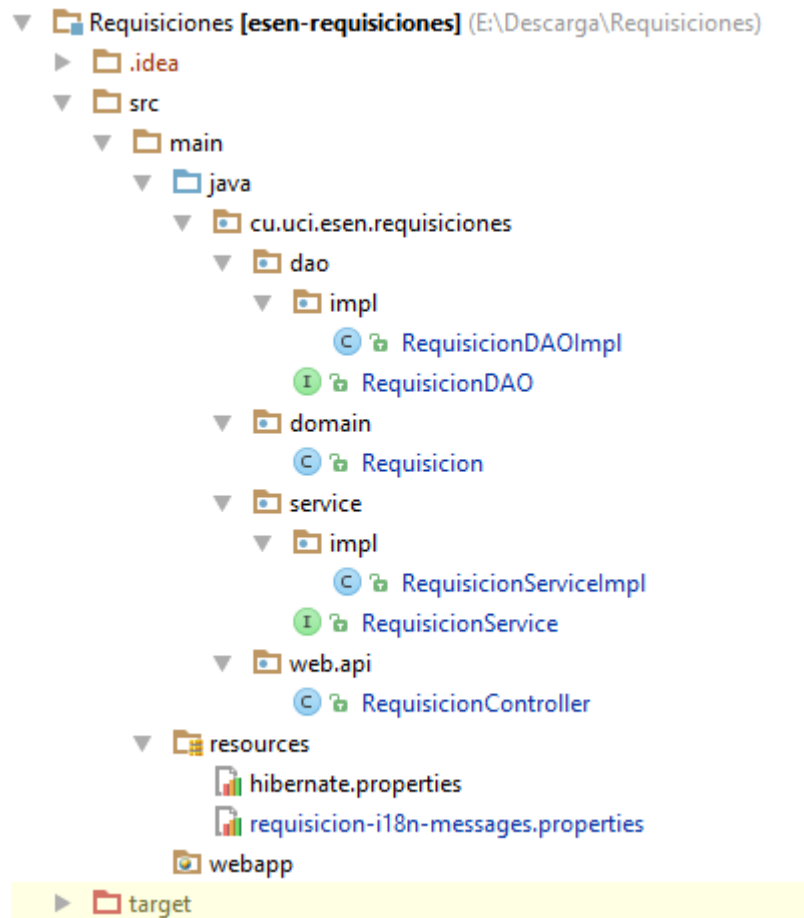 Requisiciones [esen-requisiciones] (E:\Descarga\Requisiciones)
.idea
src
main
java
cu.uci.esen.requisiciones
dao
impl
C RequisicionDAOImpl
I RequisicionDAO
domain
C Requisicion
service
impl
C RequisicionServiceImpl
I RequisicionService
web.api
C RequisicionController
resources
hibernate.properties
requisicion-i18n-messages.properties
webapp
target